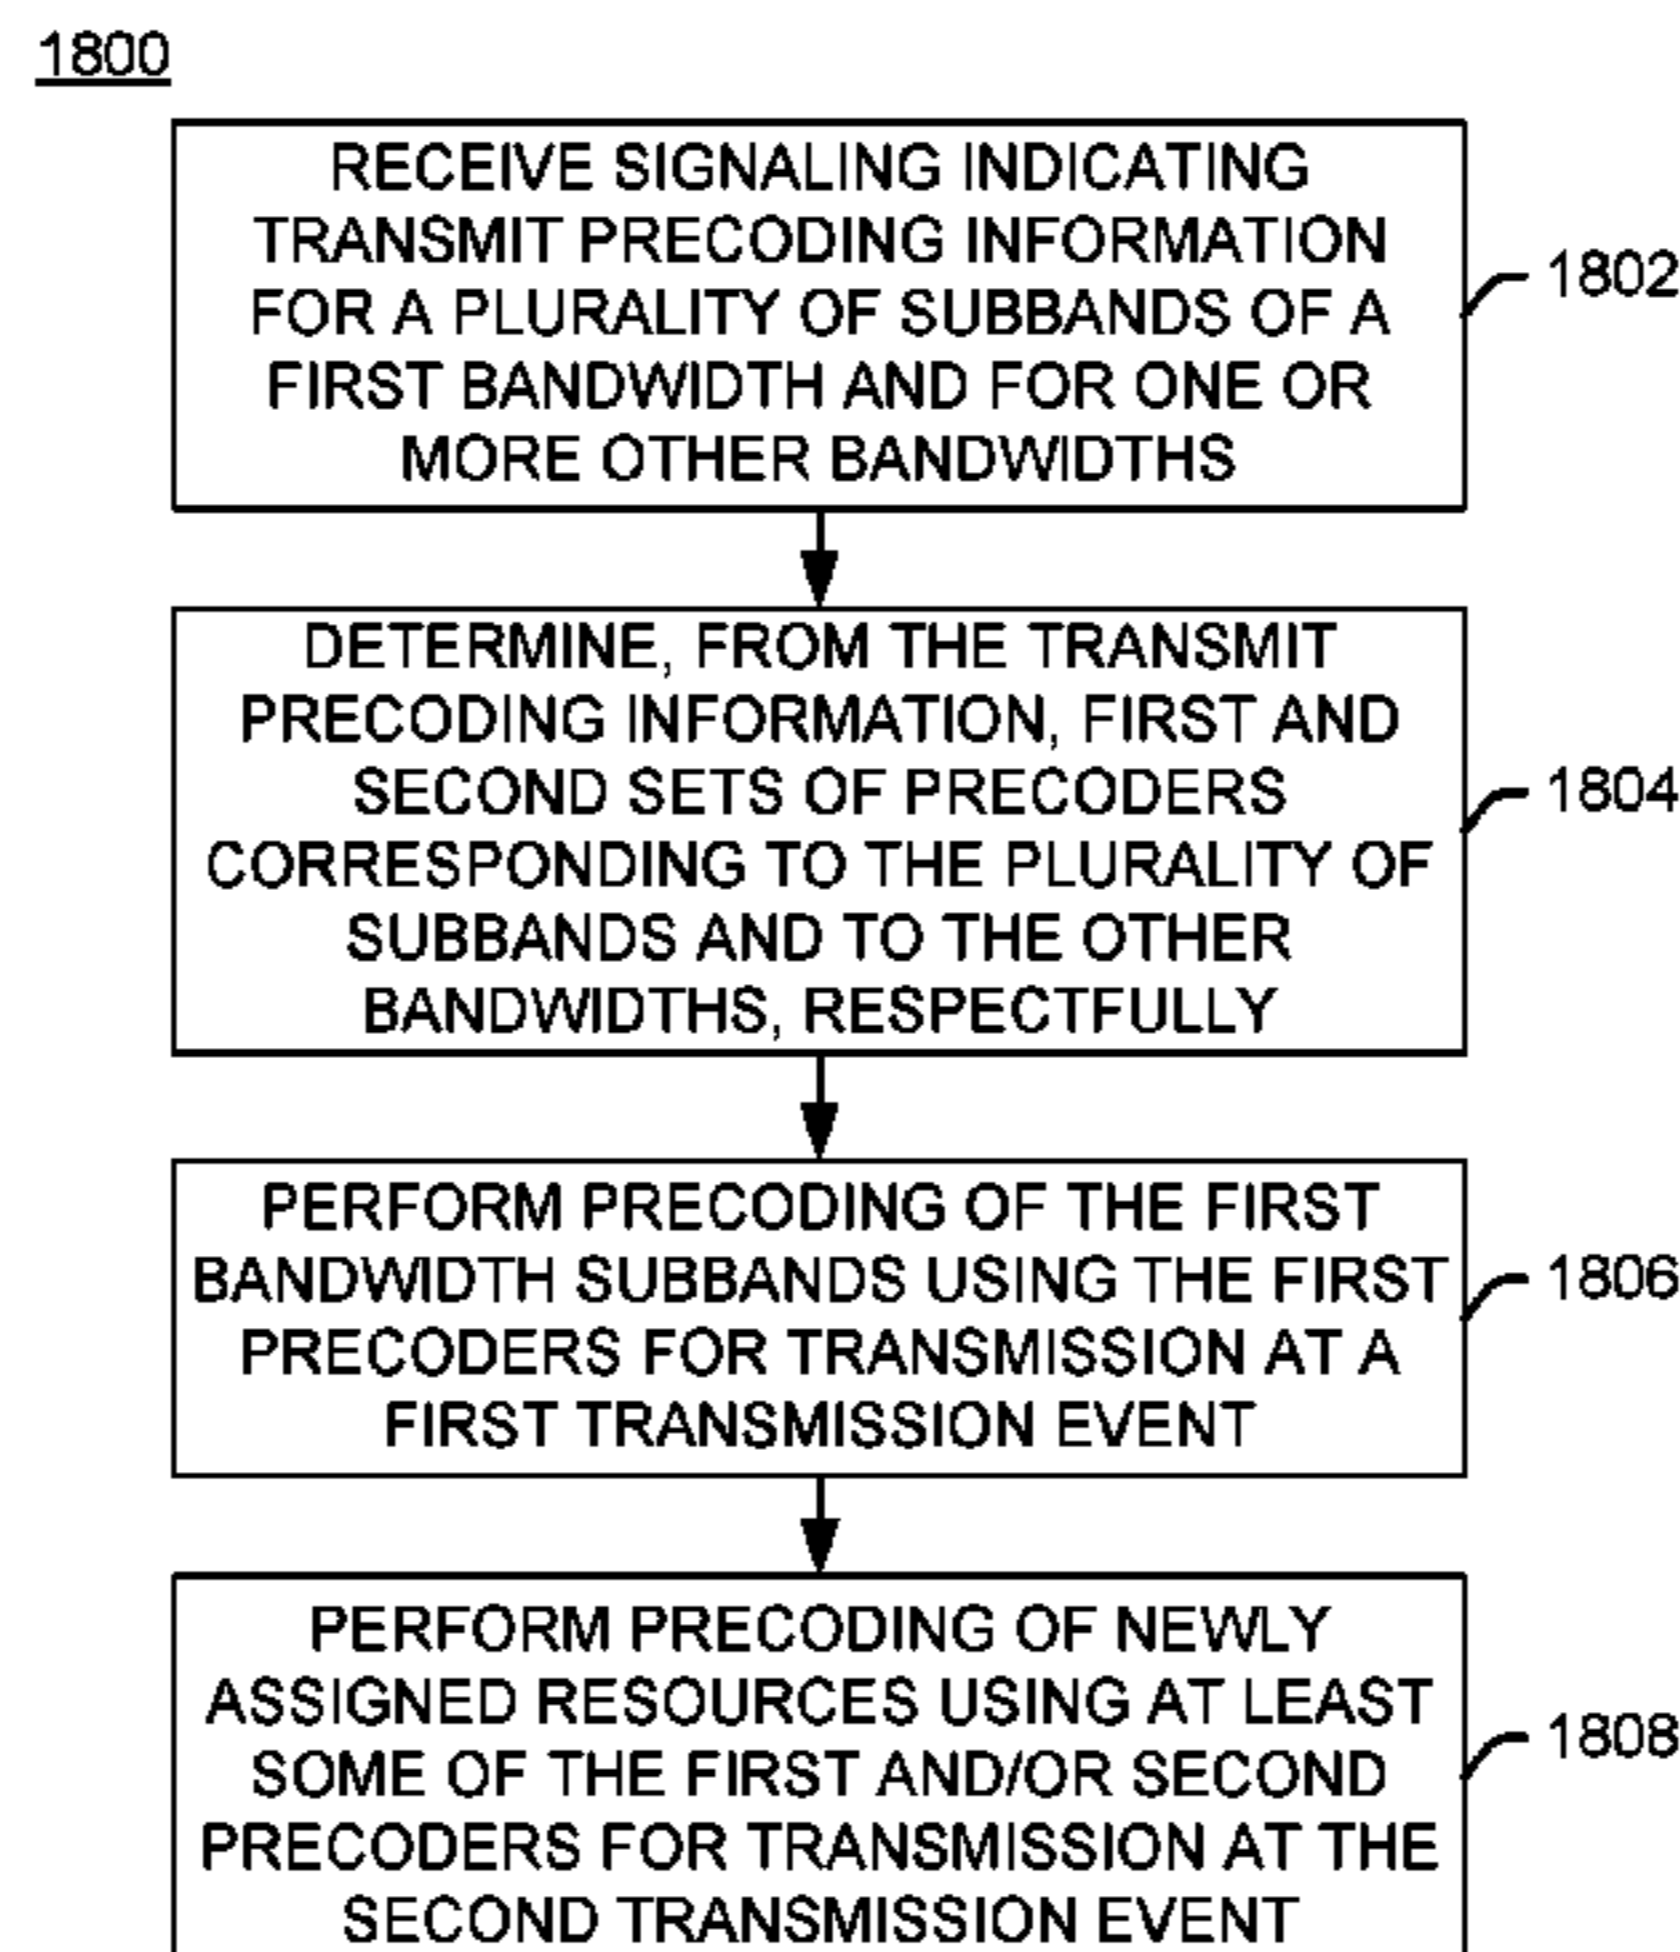 1800
RECEIVE SIGNALING INDICATING
TRANSMIT PRECODING INFORMATION
FOR A PLURALITY OF SUBBANDS OF A
FIRST BANDWIDTH AND FOR ONE OR
MORE OTHER BANDWIDTHS
1802
DETERMINE, FROM THE TRANSMIT
PRECODING INFORMATION, FIRST AND
SECOND SETS OF PRECODERS
CORRESPONDING TO THE PLURALITY OF
SUBBANDS AND TO THE OTHER
BANDWIDTHS, RESPECTFULLY
1804
PERFORM PRECODING OF THE FIRST
BANDWIDTH SUBBANDS USING THE FIRST
PRECODERS FOR TRANSMISSION AT A
FIRST TRANSMISSION EVENT
1806
PERFORM PRECODING OF NEWLY
ASSIGNED RESOURCES USING AT LEAST
SOME OF THE FIRST AND/OR SECOND
PRECODERS FOR TRANSMISSION AT THE
SECOND TRANSMISSION EVENT
1808